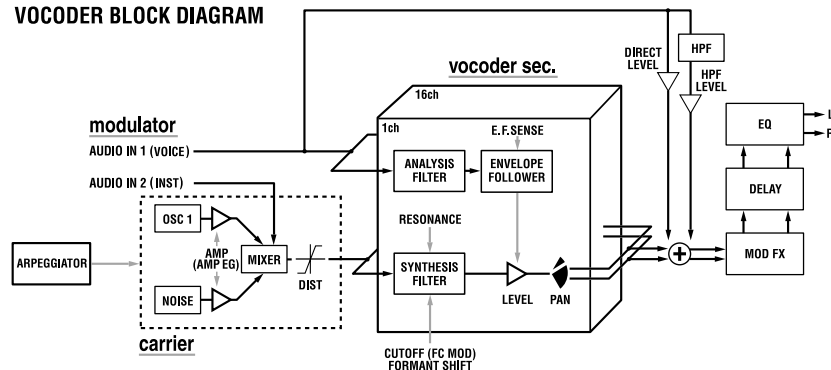 VOCODER BLOCK DIAGRAM
vocoder sec.
16ch
1ch
DIRECT
LEVEL
HPF
HPF
LEVEL
modulator
AUDIO IN 1 (VOICE)
AUDIO IN 2 (INST)
E.F.SENSE
ANALYSIS
FILTER
ENVELOPE
FOLLOWER
EQ
L
DELAY
MOD FX
OSC 1
AMP
(AMP EG)
MIXER
DIST
NOISE
ARPEGGIATOR
carrier
RESONANCE
SYNTHESIS
FILTER
LEVEL
PAN
CUTOFF (FC MOD)
FORMANT SHIFT